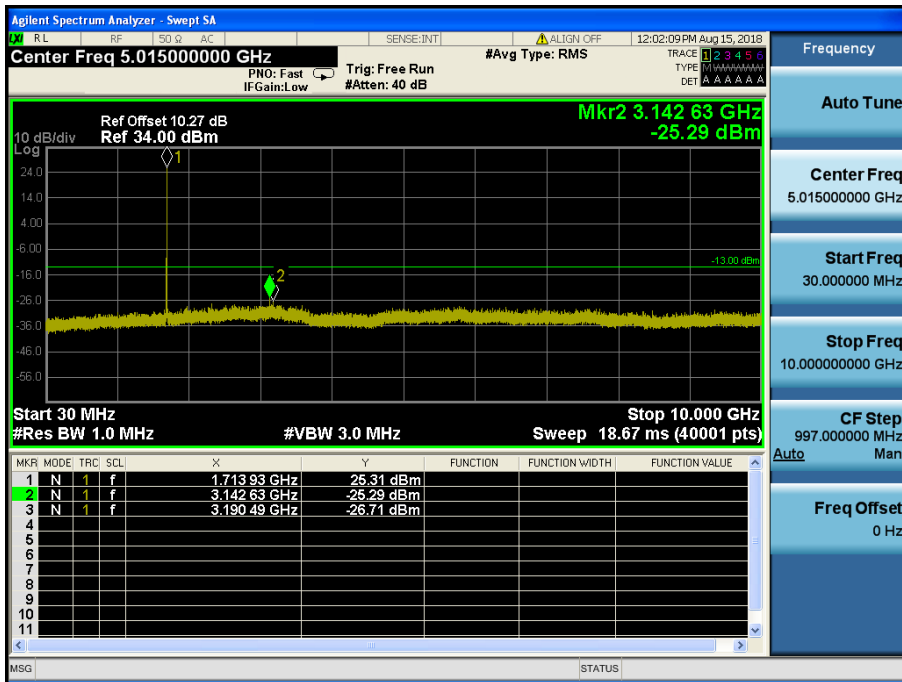 Agilent Spectrum Analyzer - Swept SA
LXI RL RF 50 Ω AC SENSE:INT ALIGN OFF 12:02:09 PM Aug 15, 2018
Center Freq 5.015000000 GHz #Avg Type: RMS TRACE 1 2 3 4 5 6
PNO: Fast Trig: Free Run TYPE M WWWWW
IFGain:Low #Atten: 40 dB DET A A A A A A
Mkr2 3.142 63 GHz
-25.29 dBm
Ref Offset 10.27 dB
10 dB/div Ref 34.00 dBm
Log
1
24.0
14.0
4.00
-6.00
-13.00 dBm
-16.0
2
-26.0
-36.0
-46.0
-56.0
Start 30 MHz Stop 10.000 GHz
#Res BW 1.0 MHz #VBW 3.0 MHz Sweep 18.67 ms (40001 pts)
MKR MODE TRC SCL X Y FUNCTION FUNCTION WIDTH FUNCTION VALUE
1 N 1 f 1.713 93 GHz 25.31 dBm
2 N 1 f 3.142 63 GHz -25.29 dBm
3 N 1 f 3.190 49 GHz -26.71 dBm
4
5
6
7
8
9
10
11
MSG STATUS
Frequency
Auto Tune
Center Freq
5.015000000 GHz
Start Freq
30.000000 MHz
Stop Freq
10.000000000 GHz
CF Step
997.000000 MHz
Auto Man
Freq Offset
0 Hz